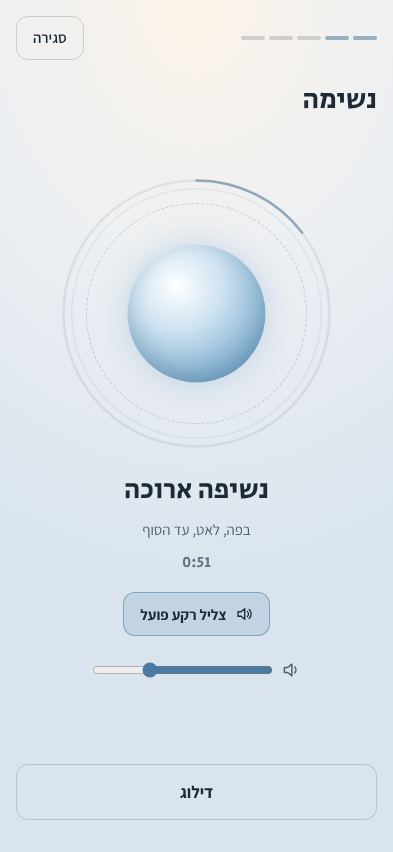 סגירה
נשימה
נשיפה ארוכה
בפה, לאט, עד הסוף
0:51
צליל רקע פועל
דילוג